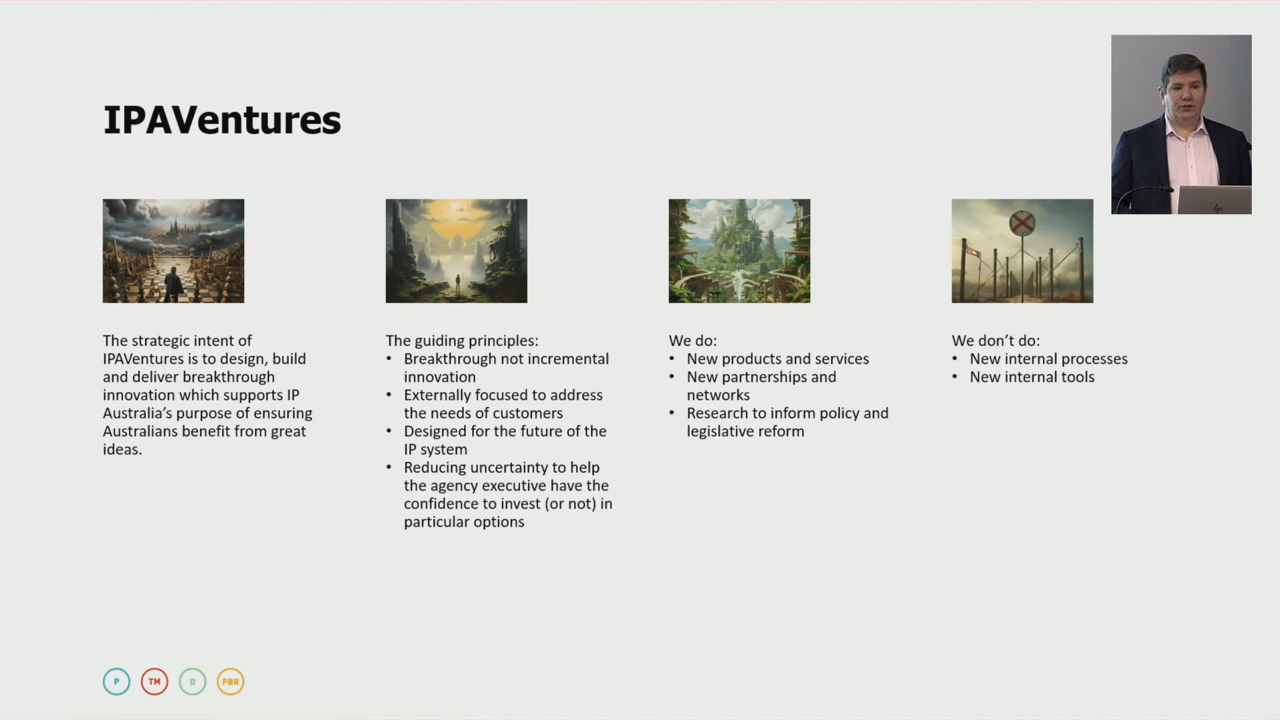 IPAVentures
The strategic intent of
IPAVentures is to design, build
and deliver breakthrough
innovation which supports IP
Australia’s purpose of ensuring
Australians benefit from great
ideas.
The guiding principles:
• Breakthrough not incremental
innovation
• Externally focused to address
the needs of customers
• Designed for the future of the
IP system
• Reducing uncertainty to help
the agency executive have the
confidence to invest (or not) in
particular options
We do:
• New products and services
• New partnerships and
networks
• Research to inform policy and
legislative reform
We don’t do:
• New internal processes
• New internal tools
P TM D PBR
hp